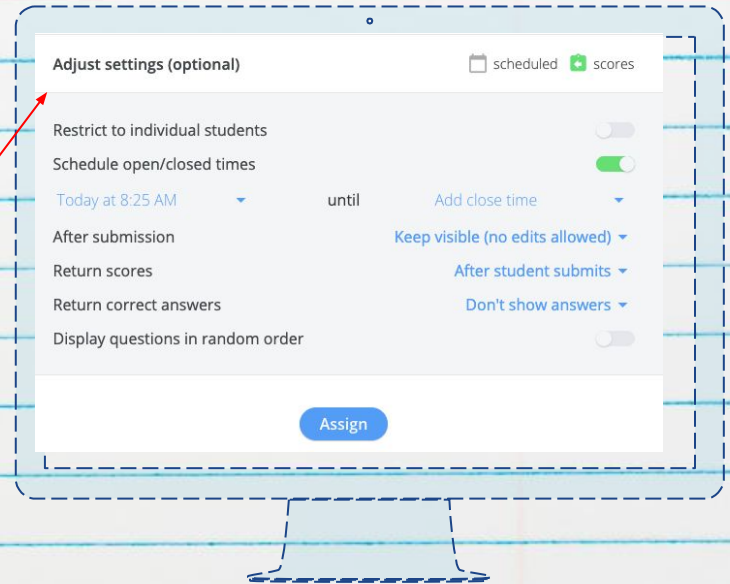 Adjust settings (optional) scheduled scores
Restrict to individual students
Schedule open/closed times
Today at 8:25 AM until Add close time
After submission Keep visible (no edits allowed)
Return scores After student submits
Return correct answers Don't show answers
Display questions in random order
Assign